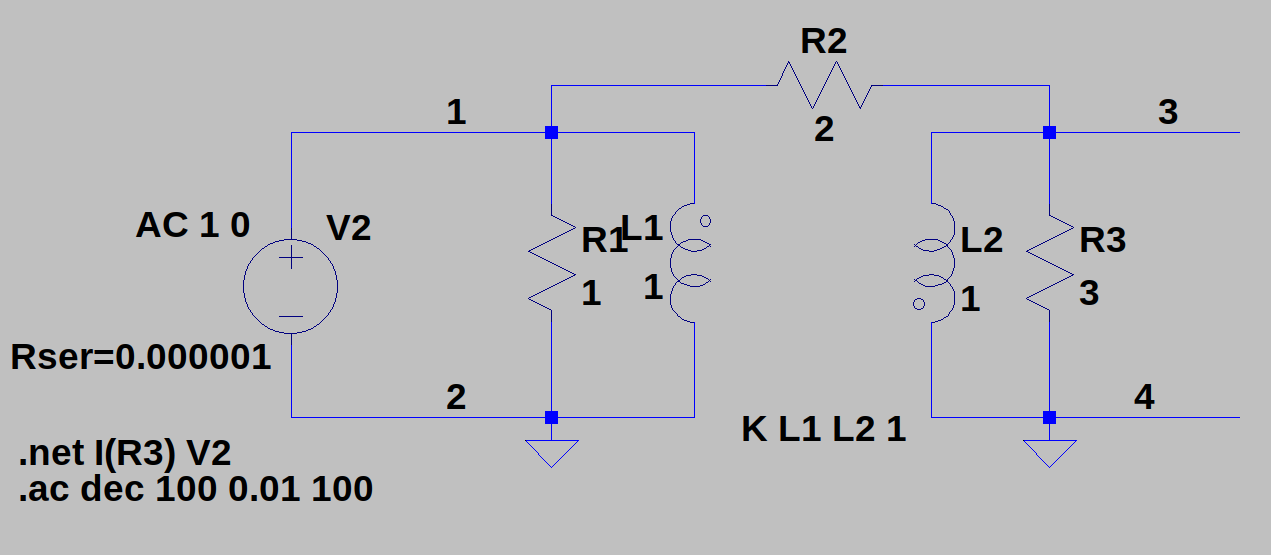 R2
2
1
3
AC 1 0
V2
R1
L1
1
1
L2
1
R3
3
Rser=0.000001
2
4
K L1 L2 1
.net I(R3) V2
.ac dec 100 0.01 100